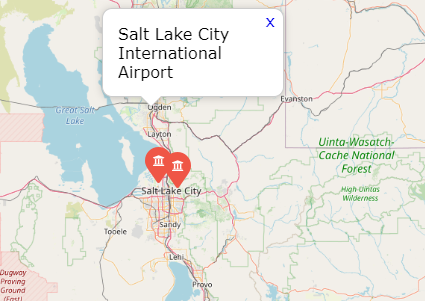 X
Salt Lake City
International
Airport
Ogden
Evanston
Great Salt
Lake
Layton
Uinta-Wasatch-
Cache National
Forest
Salt Lake City
High Uintas
Wilderness
Tooele
Sandy
Lehi
Dugway
Proving
Ground
(East)
Provo